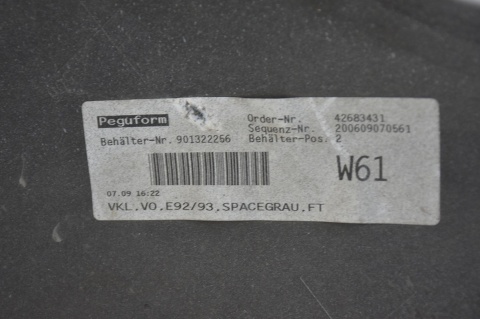 Peguform Order-Nr. 42683431
Sequenz-Nr. 200609070561
Behälter-Nr. 901322256 Behälter-Pos. 2
W61
07.09 16:22
VKL.VO.E92/93,SPACEGRAU,FT